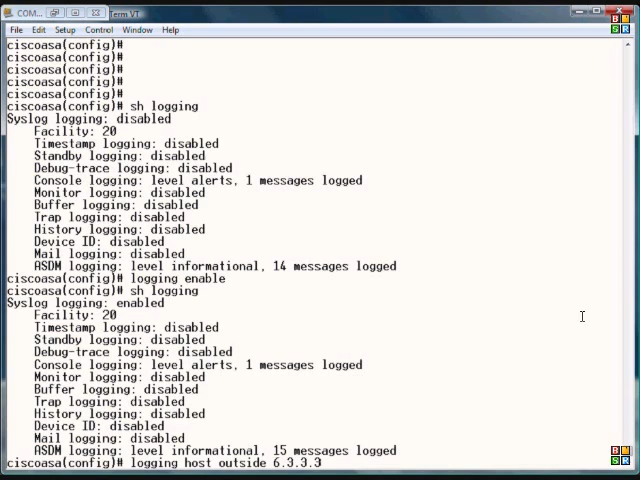 COM...
Term VT
File Edit Setup Control Window Help
ciscoasa(config)#
ciscoasa(config)#
ciscoasa(config)#
ciscoasa(config)#
ciscoasa(config)#
ciscoasa(config)# sh logging
Syslog logging: disabled
Facility: 20
Timestamp logging: disabled
Standby logging: disabled
Debug-trace logging: disabled
Console logging: level alerts, 1 messages logged
Monitor logging: disabled
Buffer logging: disabled
Trap logging: disabled
History logging: disabled
Device ID: disabled
Mail logging: disabled
ASDM logging: level informational, 14 messages logged
ciscoasa(config)# logging enable
ciscoasa(config)# sh logging
Syslog logging: enabled
Facility: 20
Timestamp logging: disabled
Standby logging: disabled
Debug-trace logging: disabled
Console logging: level alerts, 1 messages logged
Monitor logging: disabled
Buffer logging: disabled
Trap logging: disabled
History logging: disabled
Device ID: disabled
Mail logging: disabled
ASDM logging: level informational, 15 messages logged
ciscoasa(config)# logging host outside 6.3.3.3